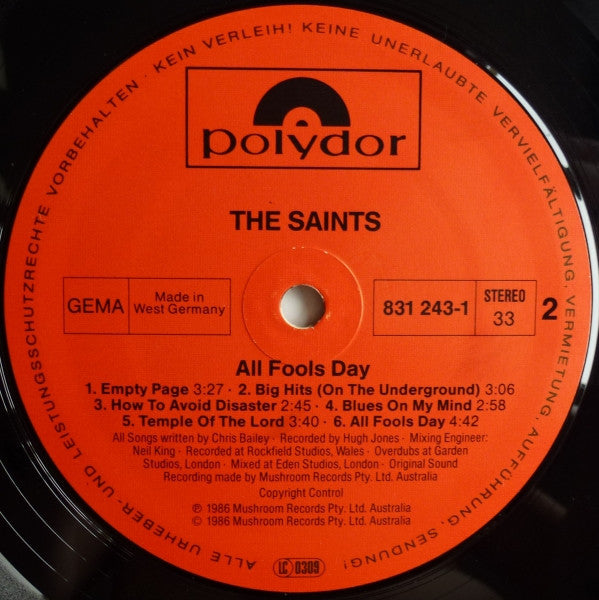 ALLE URHEBER- UND LEISTUNGSSCHUTZRECHTE VORBEHALTEN · KEIN VERLEIH! KEINE UNERLAUBTE VERVIELFÄLTIGUNG, VERMIETUNG, AUFFÜHRUNG, SENDUNG!
polydor
THE SAINTS
GEMA
Made in
West Germany
831 243-1
STEREO
33
2
All Fools Day
1. Empty Page 3:27 · 2. Big Hits (On The Underground) 3:06
3. How To Avoid Disaster 2:45 · 4. Blues On My Mind 2:58
5. Temple Of The Lord 3:40 · 6. All Fools Day 4:42
All Songs written by Chris Bailey · Recorded by Hugh Jones · Mixing Engineer:
Neil King · Recorded at Rockfield Studios, Wales · Overdubs at Garden
Studios, London · Mixed at Eden Studios, London · Original Sound
Recording made by Mushroom Records Pty. Ltd. Australia
Copyright Control
℗ 1986 Mushroom Records Pty. Ltd. Australia
© 1986 Mushroom Records Pty. Ltd. Australia
LC 0309